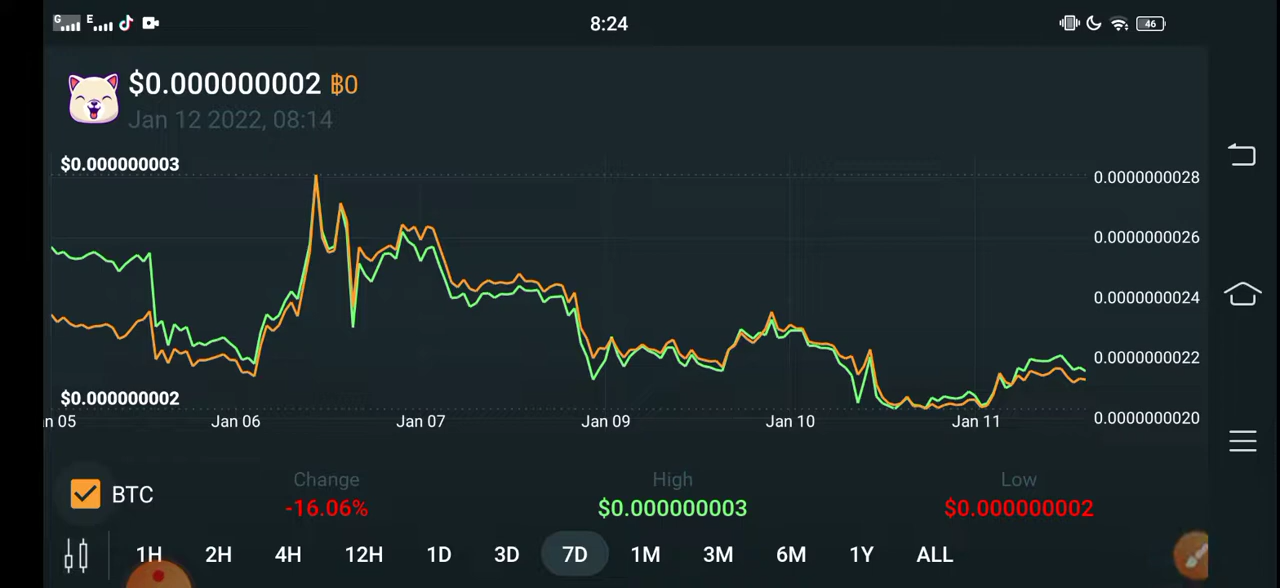 G E 8:24 46
$0.000000002 ฿0
Jan 12 2022, 08:14
$0.000000003
0.0000000028
0.0000000026
0.0000000024
0.0000000022
$0.000000002
0.0000000020
n 05 Jan 06 Jan 07 Jan 09 Jan 10 Jan 11
BTC
Change High Low
-16.06% $0.000000003 $0.000000002
1H 2H 4H 12H 1D 3D 7D 1M 3M 6M 1Y ALL